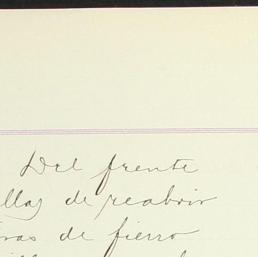 Del frente
llas de reabrir
ras de fierro